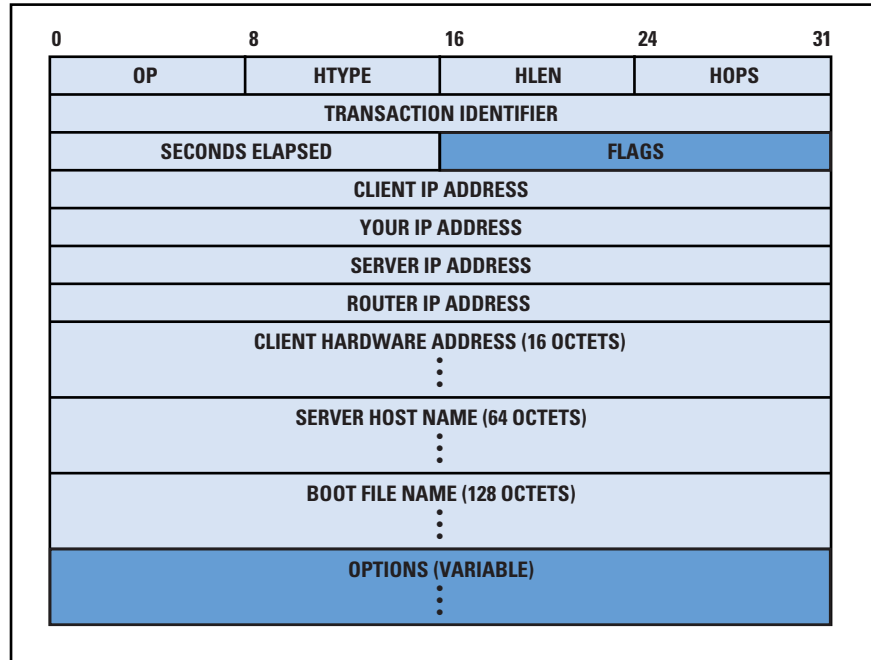 0 8 16 24 31
OP HTYPE HLEN HOPS
TRANSACTION IDENTIFIER
SECONDS ELAPSED FLAGS
CLIENT IP ADDRESS
YOUR IP ADDRESS
SERVER IP ADDRESS
ROUTER IP ADDRESS
CLIENT HARDWARE ADDRESS (16 OCTETS)
SERVER HOST NAME (64 OCTETS)
BOOT FILE NAME (128 OCTETS)
OPTIONS (VARIABLE)